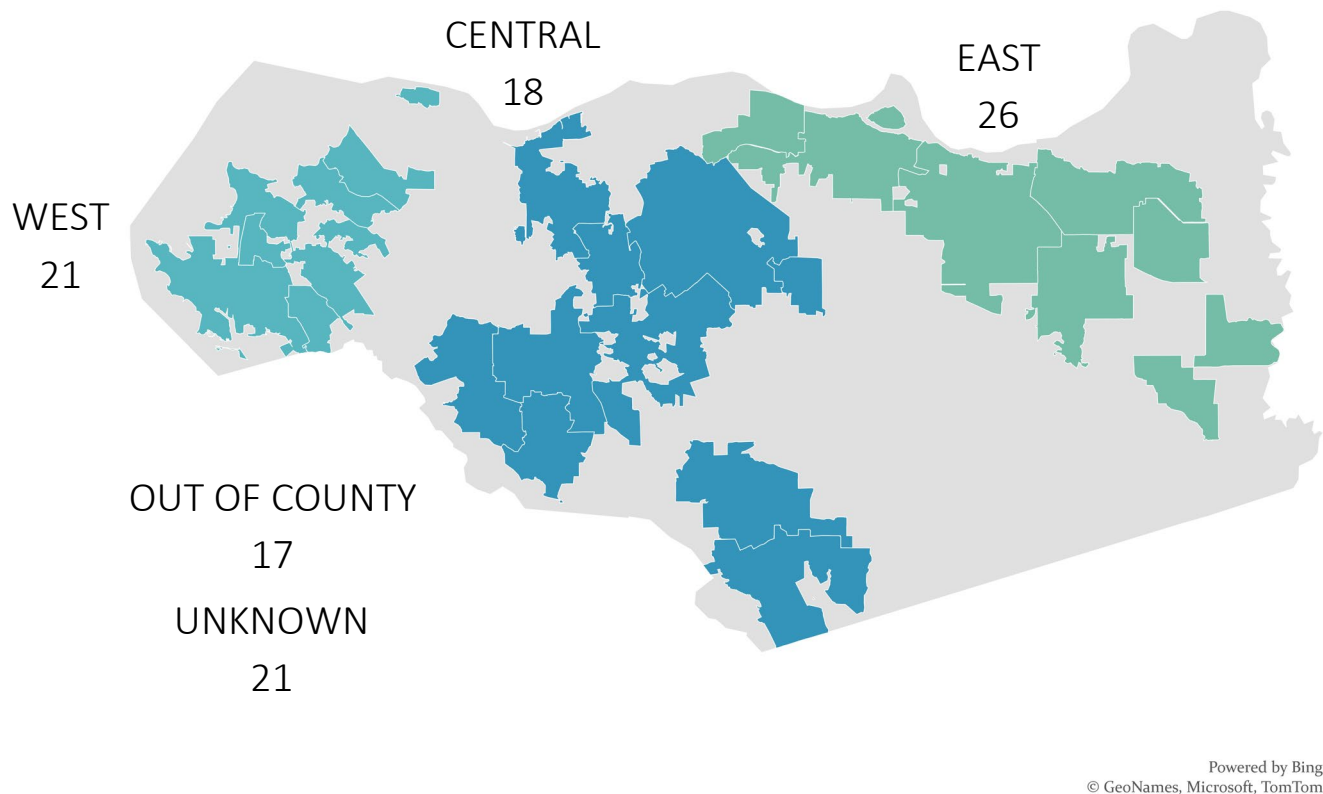 CENTRAL
18
EAST
26
WEST
21
OUT OF COUNTY
17
UNKNOWN
21
Powered by Bing
© GeoNames, Microsoft, TomTom